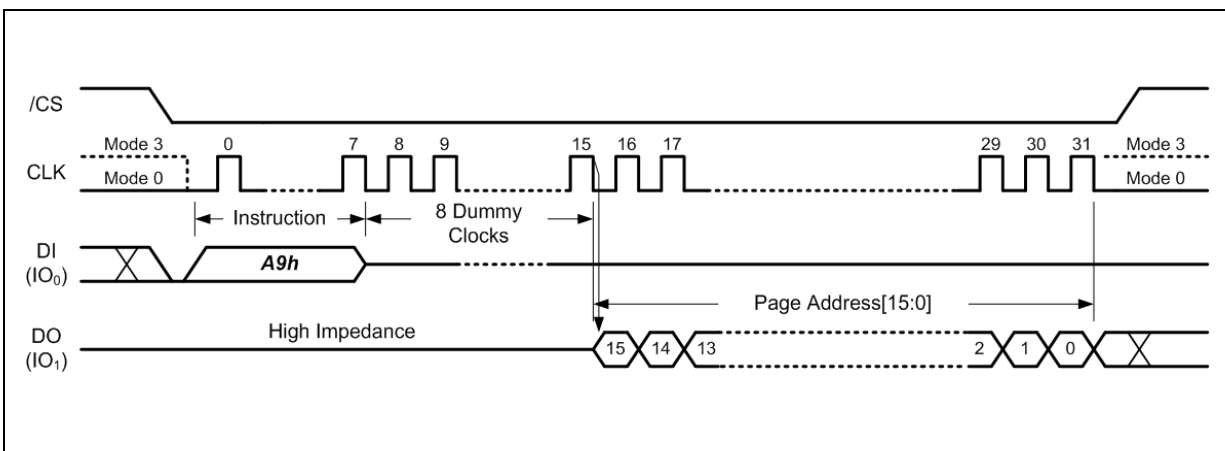 /CS
Mode 3 0 7 8 9 15 16 17 29 30 31 Mode 3
CLK
Mode 0 Mode 0
Instruction 8 Dummy
Clocks
DI
(IO₀)
A9h
Page Address[15:0]
High Impedance
DO
(IO₁)
15 14 13 2 1 0